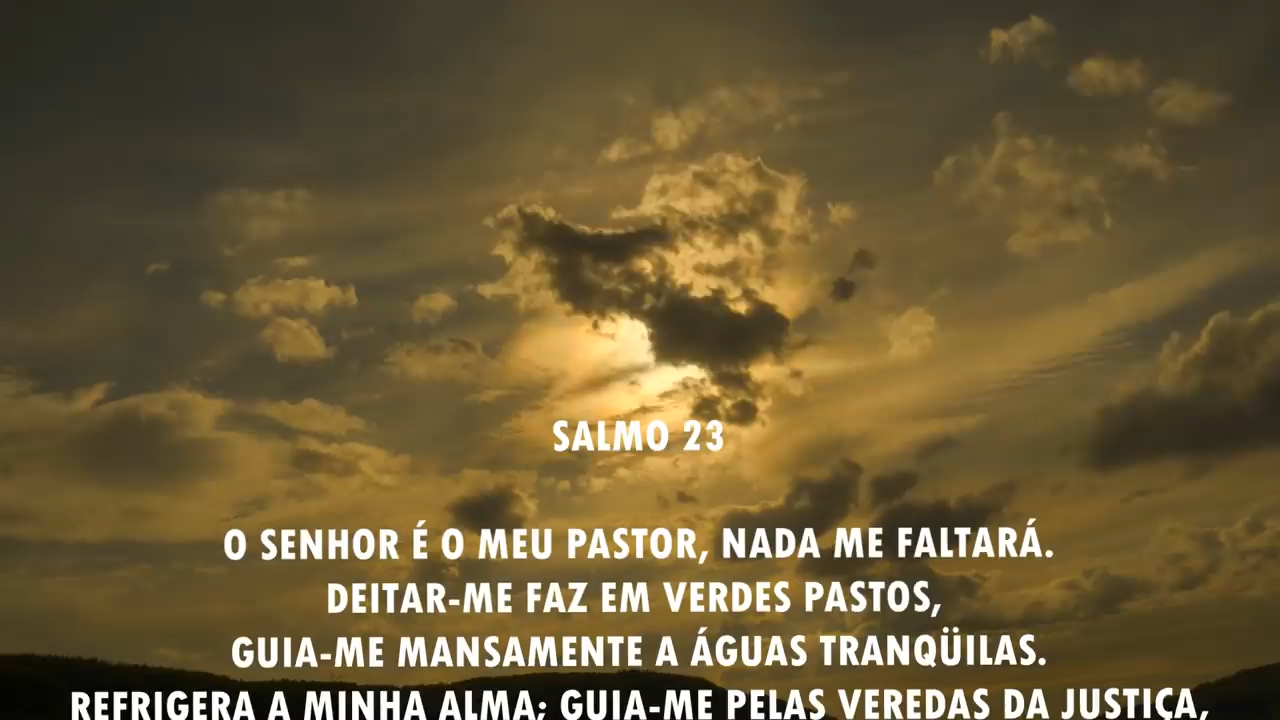 SALMO 23
O SENHOR É O MEU PASTOR, NADA ME FALTARÁ.
DEITAR-ME FAZ EM VERDES PASTOS,
GUIA-ME MANSAMENTE A ÁGUAS TRANQÜILAS.
REFRIGERA A MINHA ALMA; GUIA-ME PELAS VEREDAS DA JUSTIÇA,